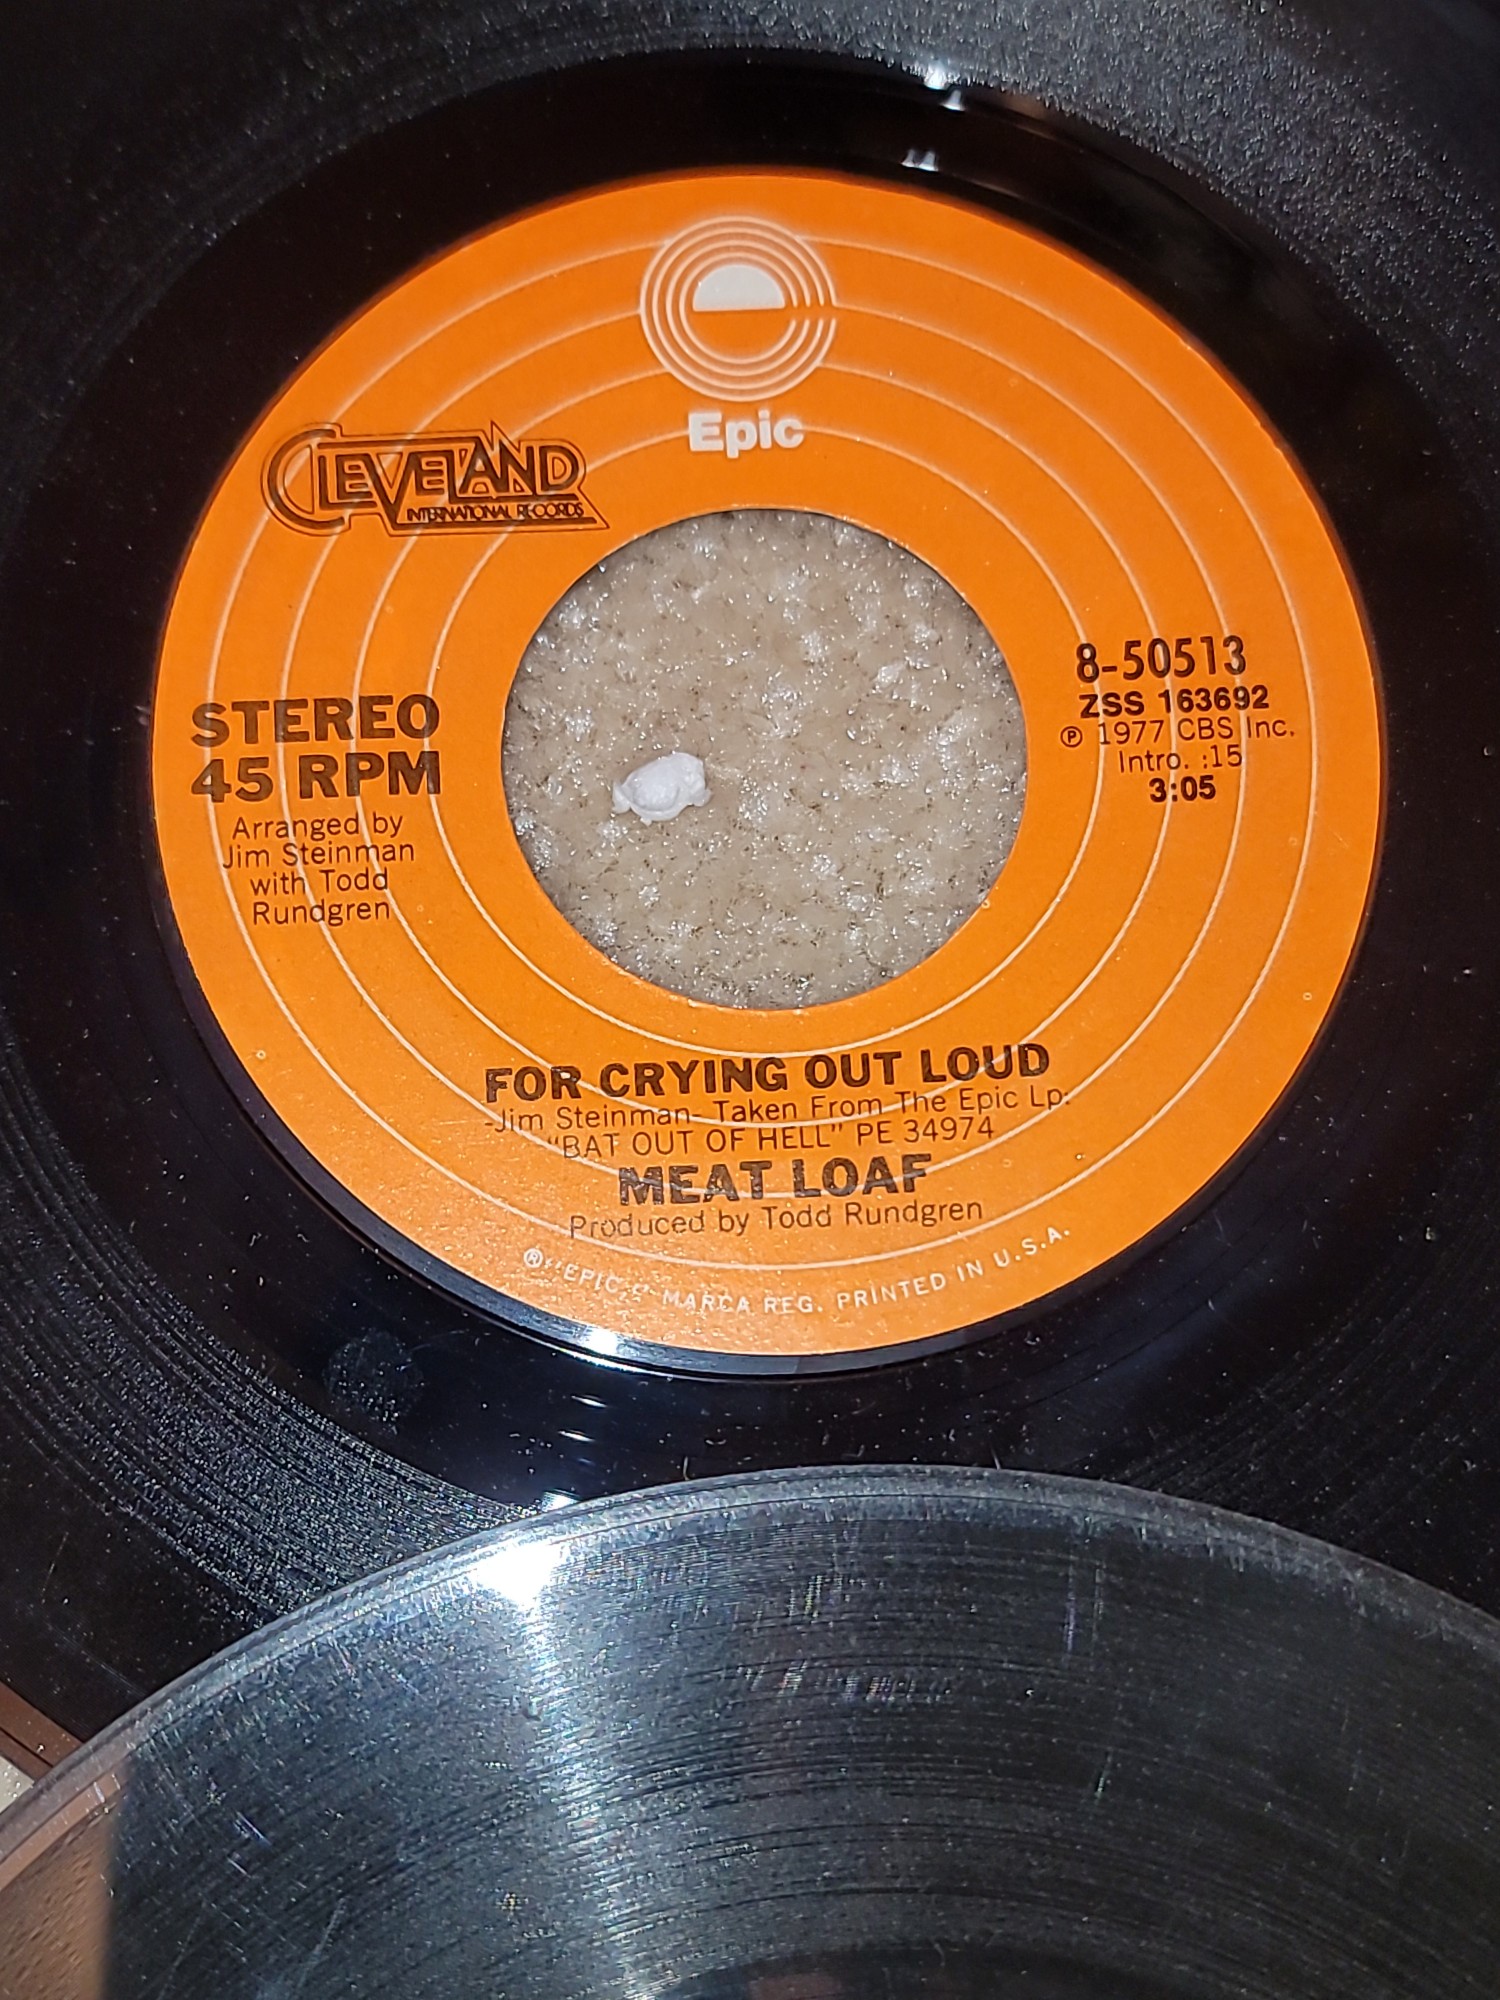 Epic
CLEVELAND
INTERNATIONAL RECORDS
STEREO
45 RPM
Arranged by
Jim Steinman
with Todd
Rundgren
8-50513
ZSS 163692
℗ 1977 CBS Inc.
Intro. :15
3:05
FOR CRYING OUT LOUD
-Jim Steinman- Taken From The Epic Lp:
"BAT OUT OF HELL" PE 34974
MEAT LOAF
Produced by Todd Rundgren
® "EPIC," MARCA REG. PRINTED IN U.S.A.